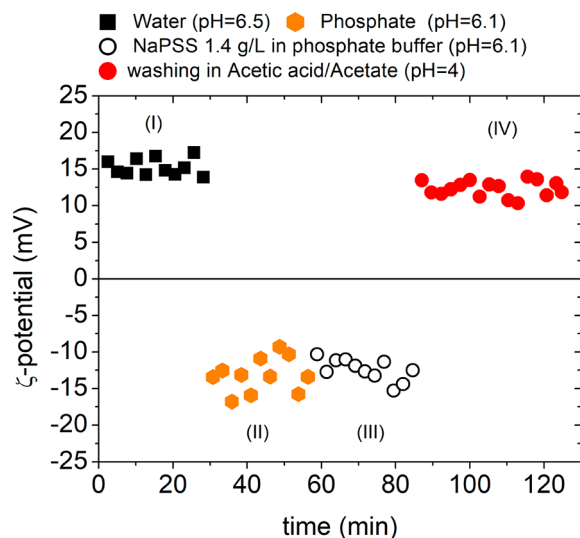 Water (pH=6.5) Phosphate (pH=6.1)
NaPSS 1.4 g/L in phosphate buffer (pH=6.1)
washing in Acetic acid/Acetate (pH=4)
25
20
15
10
5
0
-5
-10
-15
-20
-25
ζ-potential (mV)
(I)
(IV)
(II)
(III)
0 20 40 60 80 100 120
time (min)